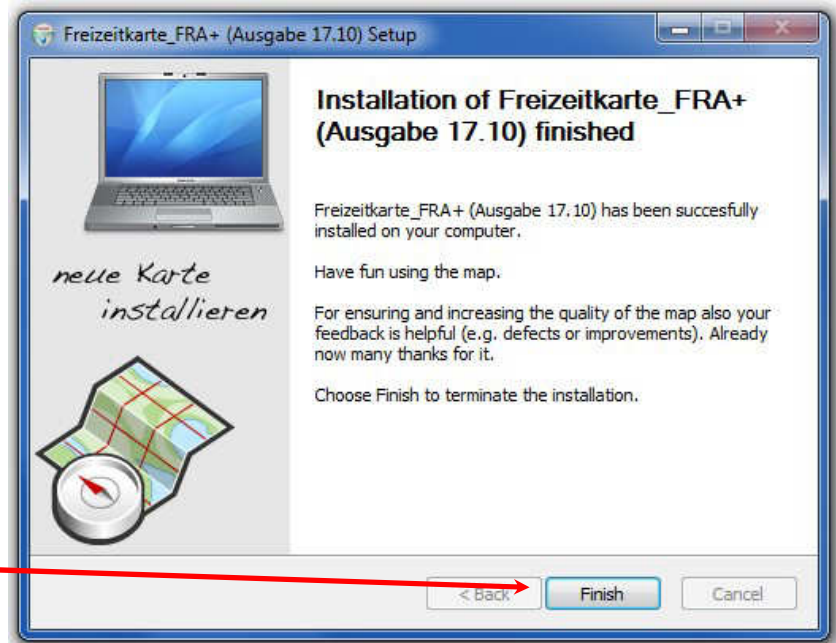 Freizeitkarte_FRA+ (Ausgabe 17.10) Setup
Installation of Freizeitkarte_FRA+
(Ausgabe 17.10) finished
Freizeitkarte_FRA+ (Ausgabe 17.10) has been succesfully
installed on your computer.
Have fun using the map.
For ensuring and increasing the quality of the map also your
feedback is helpful (e.g. defects or improvements). Already
now many thanks for it.
Choose Finish to terminate the installation.
neue Karte
installieren
< Back
Finish
Cancel